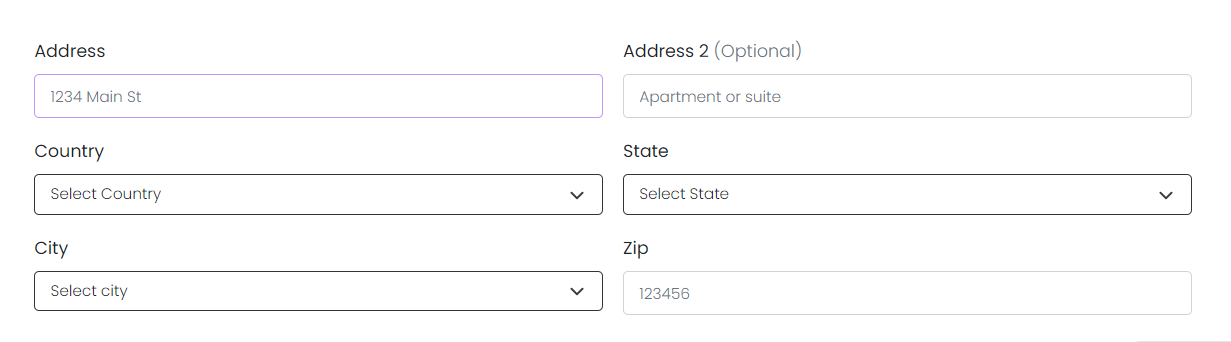 Address
Address 2 (Optional)
1234 Main St
Apartment or suite
Country
State
Select Country
Select State
City
Zip
Select city
123456